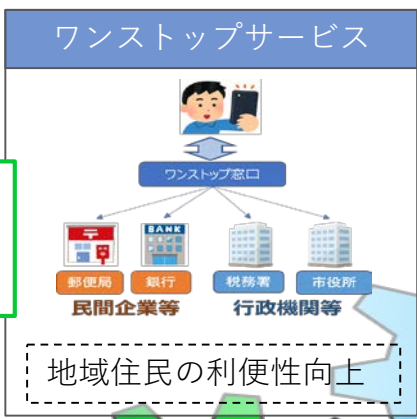 ワンストップサービス
ワンストップ窓口
BANK
郵便局 銀行 税務署 市役所
民間企業等 行政機関等
地域住民の利便性向上